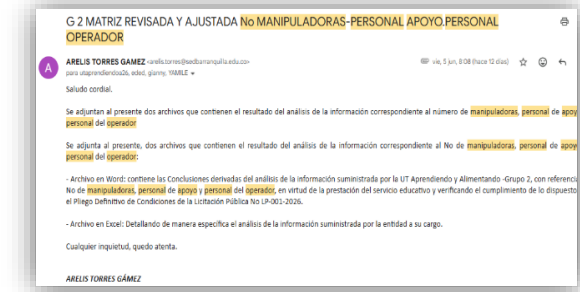 G 2 MATRIZ REVISADA Y AJUSTADA No MANIPULADORAS-PERSONAL APOYO.PERSONAL
OPERADOR
A
ARELIS TORRES GAMEZ <arelis.torres@sedbarranquilla.edu.co>
vie, 5 jun, 8:08 (hace 12 días)
para utaprendiendoa26, eded, gianny, YAMILE
Saludo cordial.
Se adjuntan al presente dos archivos que contienen el resultado del análisis de la información correspondiente al número de manipuladoras, personal de apoy
personal del operador
Se adjunta al presente, dos archivos que contienen el resultado del análisis de la información correspondiente al No de manipuladoras, personal de apoy
personal del operador:
- Archivo en Word: contiene las Conclusiones derivadas del análisis de la información suministrada por la UT Aprendiendo y Alimentando -Grupo 2, con referencia
No de manipuladoras, personal de apoyo y personal del operador, en virtud de la prestación del servicio educativo y verificando el cumplimiento de lo dispuesto
el Pliego Definitivo de Condiciones de la Licitación Pública No LP-001-2026.
- Archivo en Excel: Detallando de manera específica el análisis de la información suministrada por la entidad a su cargo.
Cualquier inquietud, quedo atenta.
ARELIS TORRES GÁMEZ